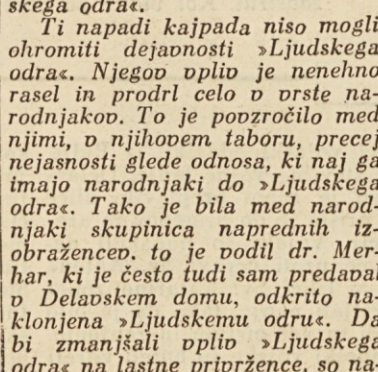 skega odra«.
Ti napadi kajpada niso mogli
ohromiti dejavnosti »Ljudskega
odra«. Njegov vpliv je nenehno
rasel in prodrl celo v vrste na-
rodnjakov. To je povzročilo med
njimi, v njihovem taboru, precej
nejasnosti glede odnosa, ki naj ga
imajo narodnjaki do »Ljudskega
odra«. Tako je bila med narod-
njaki skupinica naprednih iz-
obražencev. to je vodil dr. Mer-
har, ki je često tudi sam predaval
v Delavskem domu, odkrito na-
klonjena »Ljudskemu odru«. Da
bi zmanjšali vpliv »Ljudskega
odra« na lastne pripržence, so na-